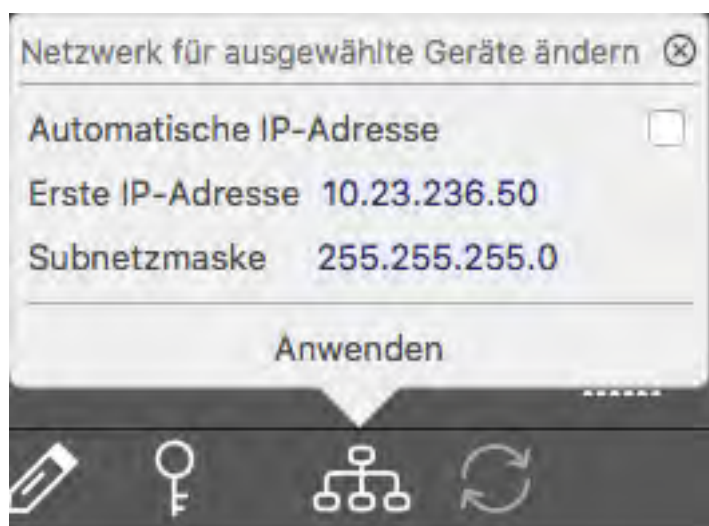 Netzwerk für ausgewählte Geräte ändern
Automatische IP-Adresse
Erste IP-Adresse 10.23.236.50
Subnetzmaske 255.255.255.0
Anwenden